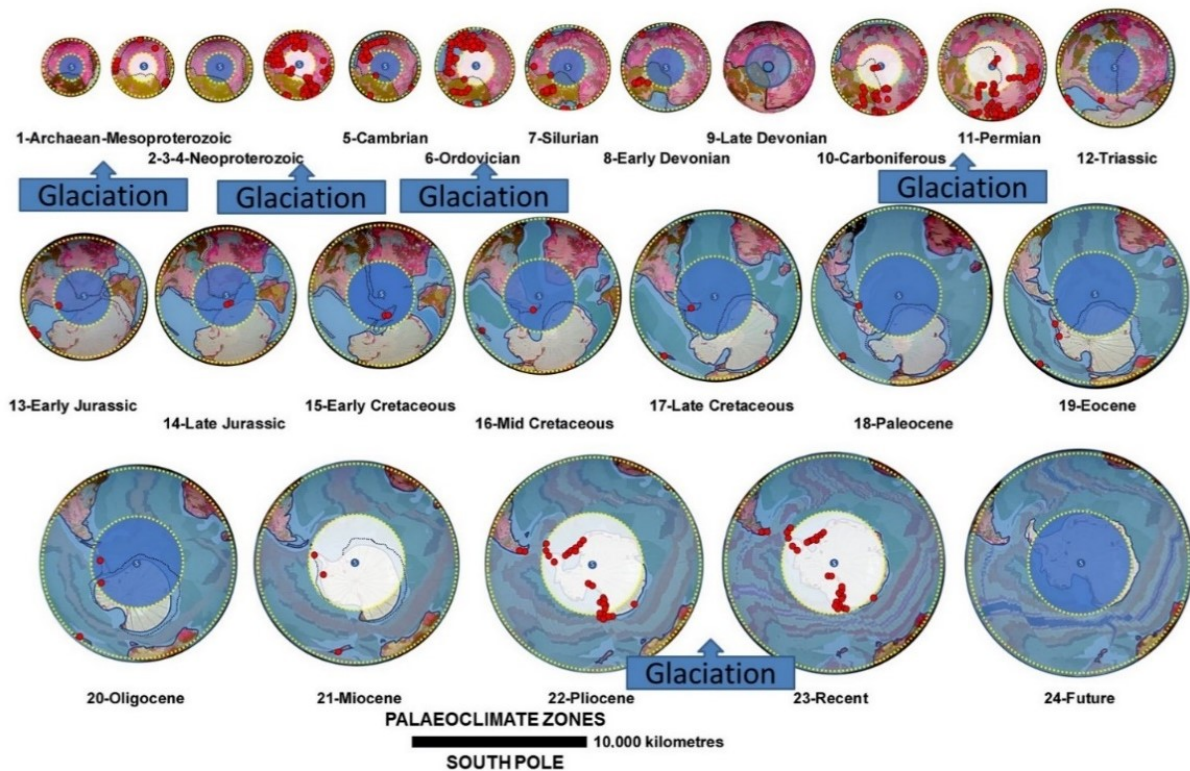 1-Archaean-Mesoproterozoic
5-Cambrian
7-Silurian
9-Late Devonian
11-Permian
2-3-4-Neoproterozoic
6-Ordovician
8-Early Devonian
10-Carboniferous
12-Triassic
Glaciation
Glaciation
Glaciation
Glaciation
13-Early Jurassic
14-Late Jurassic
15-Early Cretaceous
16-Mid Cretaceous
17-Late Cretaceous
18-Paleocene
19-Eocene
Glaciation
20-Oligocene
21-Miocene
22-Pliocene
23-Recent
24-Future
PALAEOCLIMATE ZONES
10.000 kilometres
SOUTH POLE